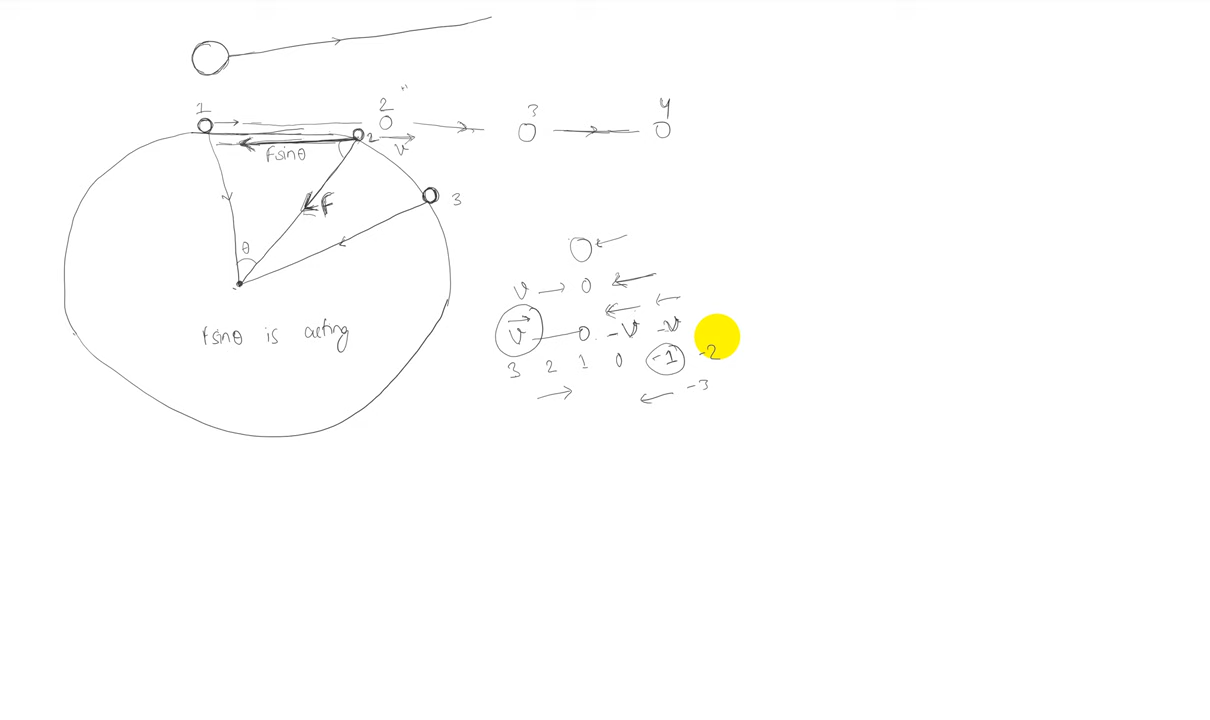 1
2
"
3
4
2
v
fsinθ
F
3
θ
fsinθ is acting
v 0
v 0 -v -v
3 2 1 0 -1 -2
-3